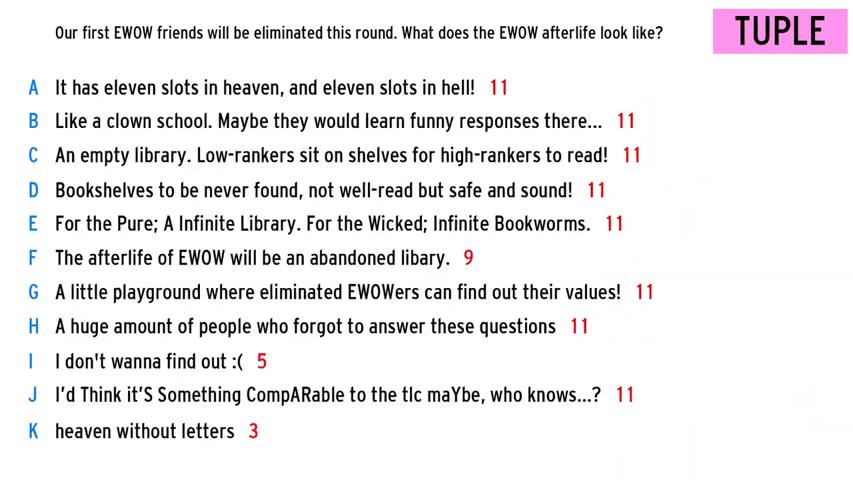 Our first EWOW friends will be eliminated this round. What does the EWOW afterlife look like?
TUPLE
A It has eleven slots in heaven, and eleven slots in hell! 11
B Like a clown school. Maybe they would learn funny responses there... 11
C An empty library. Low-rankers sit on shelves for high-rankers to read! 11
D Bookshelves to be never found, not well-read but safe and sound! 11
E For the Pure; A Infinite Library. For the Wicked; Infinite Bookworms. 11
F The afterlife of EWOW will be an abandoned libary. 9
G A little playground where eliminated EWOWers can find out their values! 11
H A huge amount of people who forgot to answer these questions 11
I I don't wanna find out :( 5
J I'd Think it'S Something CompARable to the tlc maYbe, who knows...? 11
K heaven without letters 3